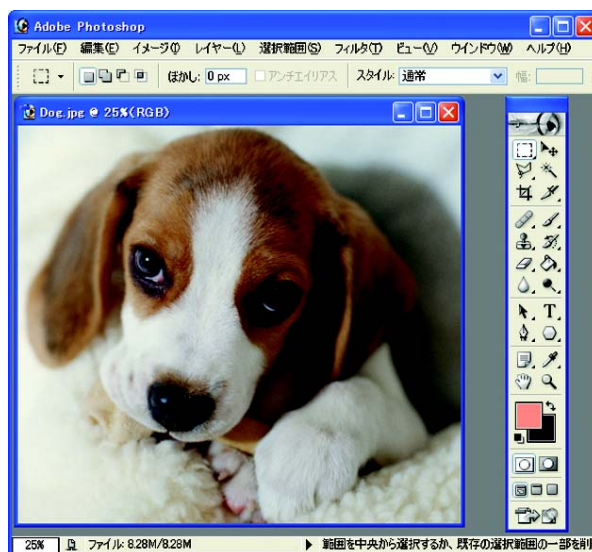 Adobe Photoshop
ファイル(F) 編集(E) イメージ(I) レイヤー(L) 選択範囲(S) フィルタ(T) ビュー(V) ウインドウ(W) ヘルプ(H)
ぼかし: 0 px アンチエイリアス スタイル: 通常 幅:
Dog.jpg @ 25%(RGB)
25% ファイル: 8.28M/8.28M 範囲を中央から選択するか、既存の選択範囲の一部を削